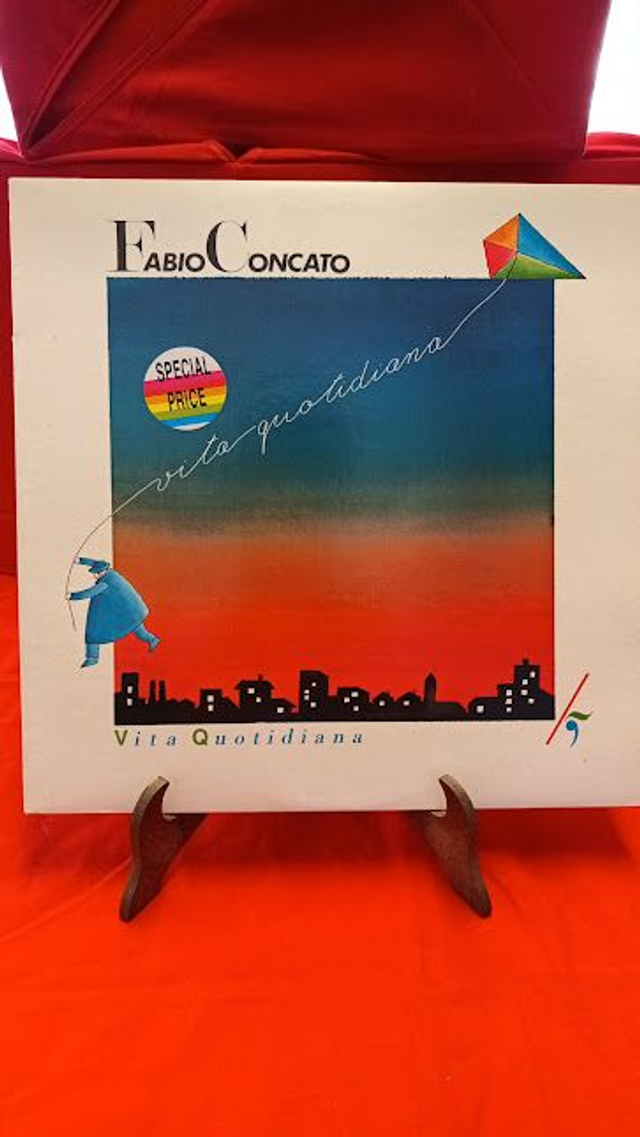 FABIO CONCATO
SPECIAL
PRICE
vita quotidiana
Vita Quotidiana